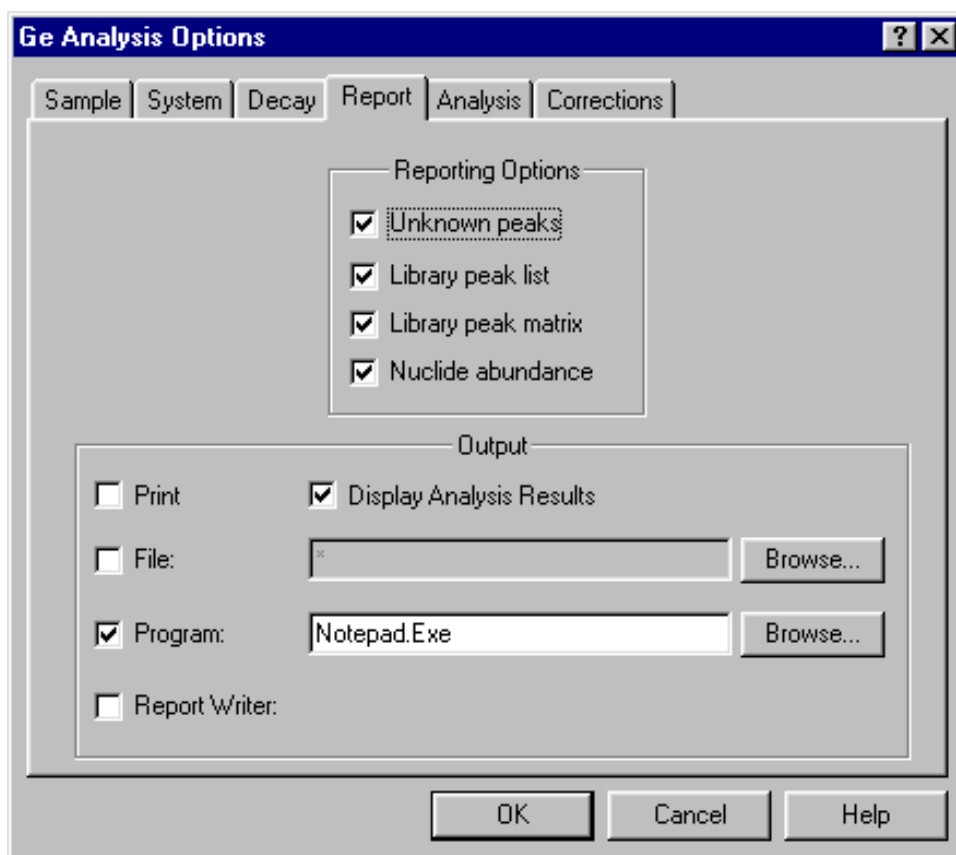 Ge Analysis Options
Sample System Decay Report Analysis Corrections
Reporting Options
Unknown peaks
Library peak list
Library peak matrix
Nuclide abundance
Output
Print Display Analysis Results
File: * Browse...
Program: Notepad.Exe Browse...
Report Writer:
OK Cancel Help